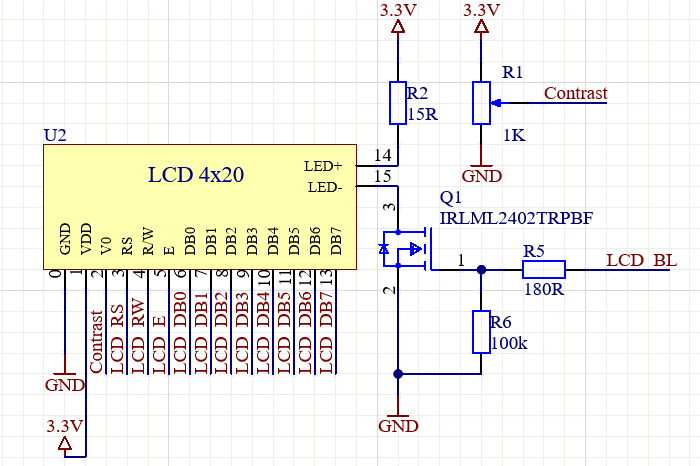 3.3V
3.3V
R2
15R
R1
1K
Contrast
GND
U2
LCD 4x20
LED+
LED-
14
15
Q1
IRLML2402TRPBF
3
1
2
R5
180R
LCD_BL
R6
100k
GND
GND
VDD
V0
RS
R/W
E
DB0
DB1
DB2
DB3
DB4
DB5
DB6
DB7
0
1
2
3
4
5
6
7
8
9
10
11
12
13
Contrast
LCD_RS
LCD_RW
LCD_E
LCD_DB0
LCD_DB1
LCD_DB2
LCD_DB3
LCD_DB4
LCD_DB5
LCD_DB6
LCD_DB7
GND
3.3V